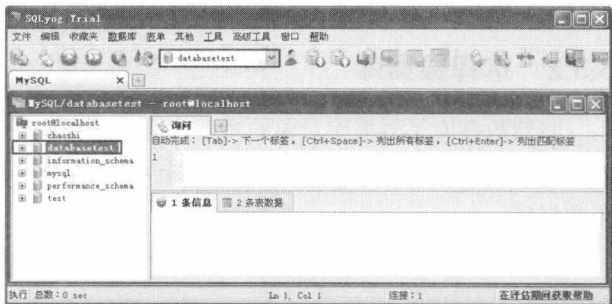 SQLyog Trial
文件 编辑 收藏夹 数据库 表单 其他 工具 高级工具 窗口 帮助
databasetest
MySQL x
MySQL/databasetest - root@localhost
root@localhost
chaoshi
databasetest
information_schema
mysql
performance_schema
test
询问
自动完成: [Tab]-> 下一个标签, [Ctrl+Space]-> 列出所有标签, [Ctrl+Enter]-> 列出匹配标签
1
1 条信息 2 条表数据
执行 总数:0 sec Ln 1, Col 1 连接:1 在评估期间获取帮助